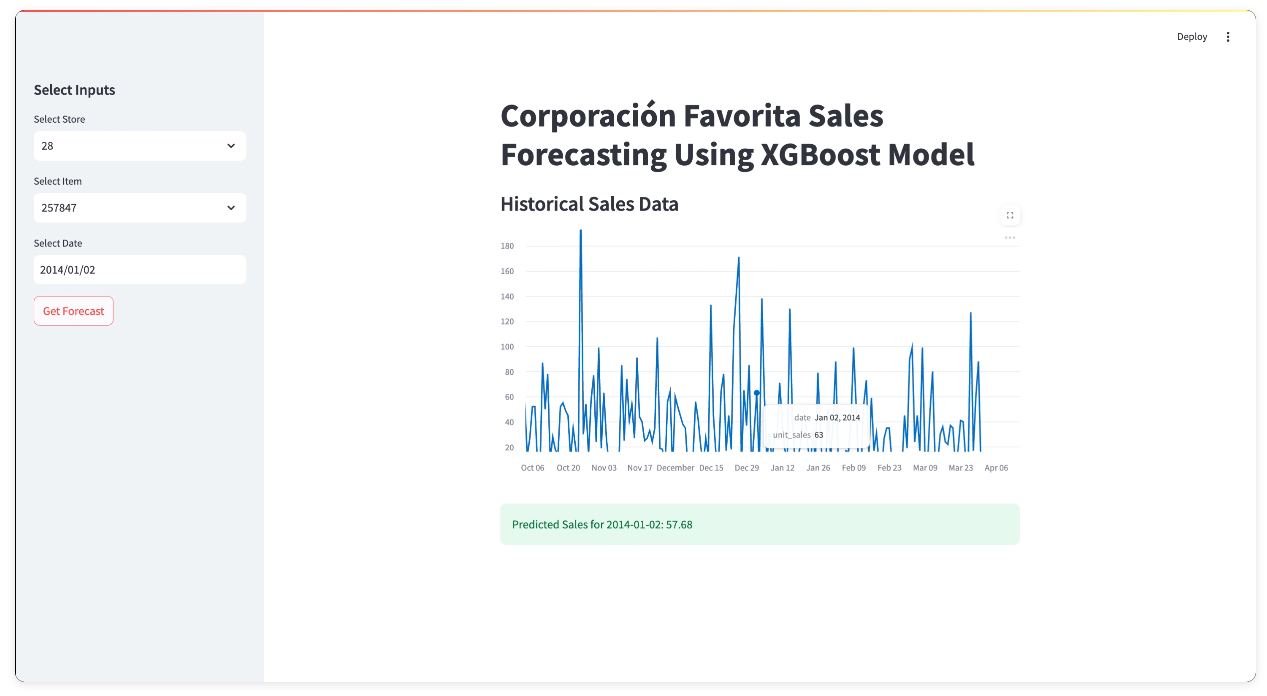 Deploy
Select Inputs
Select Store
28
Select Item
257847
Select Date
2014/01/02
Get Forecast
Corporación Favorita Sales
Forecasting Using XGBoost Model
Historical Sales Data
180
160
140
120
100
80
60
40
20
date Jan 02, 2014
unit_sales 63
Oct 06 Oct 20 Nov 03 Nov 17 December Dec 15 Dec 29 Jan 12 Jan 26 Feb 09 Feb 23 Mar 09 Mar 23 Apr 06
Predicted Sales for 2014-01-02: 57.68